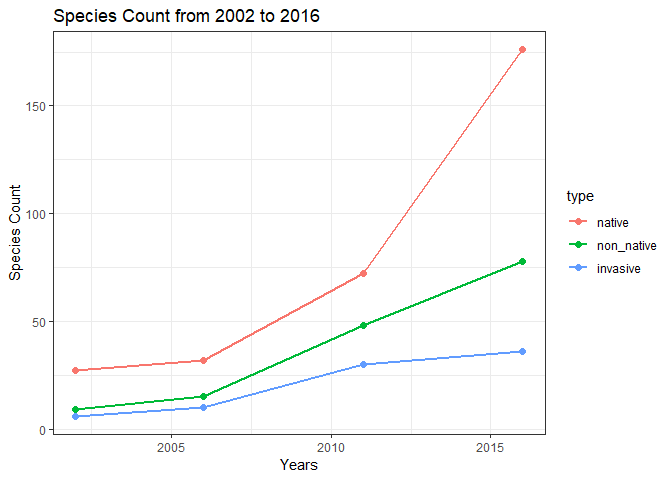 Species Count from 2002 to 2016
Species Count
150
100
50
0
2005
2010
2015
Years
type
native
non_native
invasive